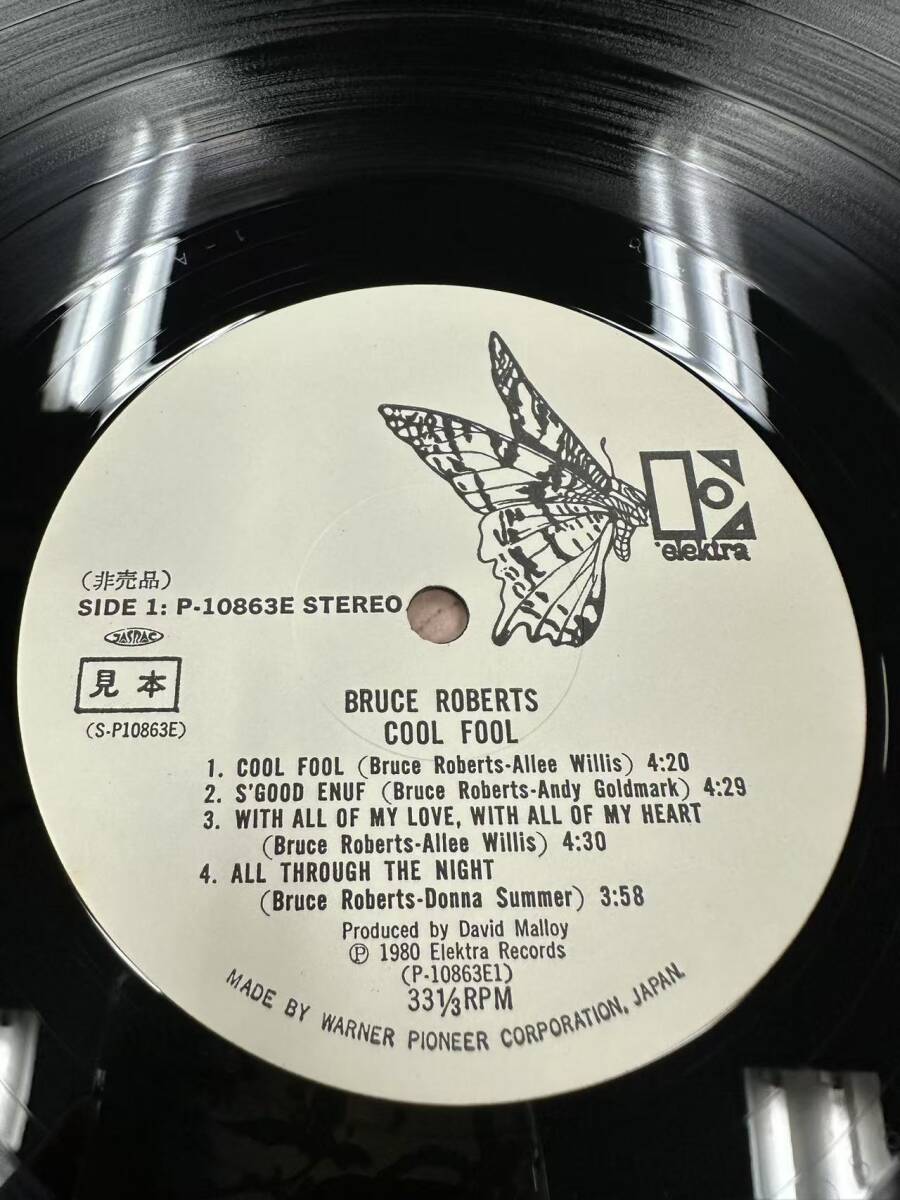 1-A
elektra
(非売品)
SIDE 1: P-10863E STEREO
JASRAC
見本
(S-P10863E)
BRUCE ROBERTS
COOL FOOL
1. COOL FOOL (Bruce Roberts-Allee Willis) 4:20
2. S'GOOD ENUF (Bruce Roberts-Andy Goldmark) 4:29
3. WITH ALL OF MY LOVE, WITH ALL OF MY HEART
(Bruce Roberts-Allee Willis) 4:30
4. ALL THROUGH THE NIGHT
(Bruce Roberts-Donna Summer) 3:58
Produced by David Malloy
Ⓟ 1980 Elektra Records
(P-10863E1)
33⅓RPM
MADE BY WARNER PIONEER CORPORATION, JAPAN.